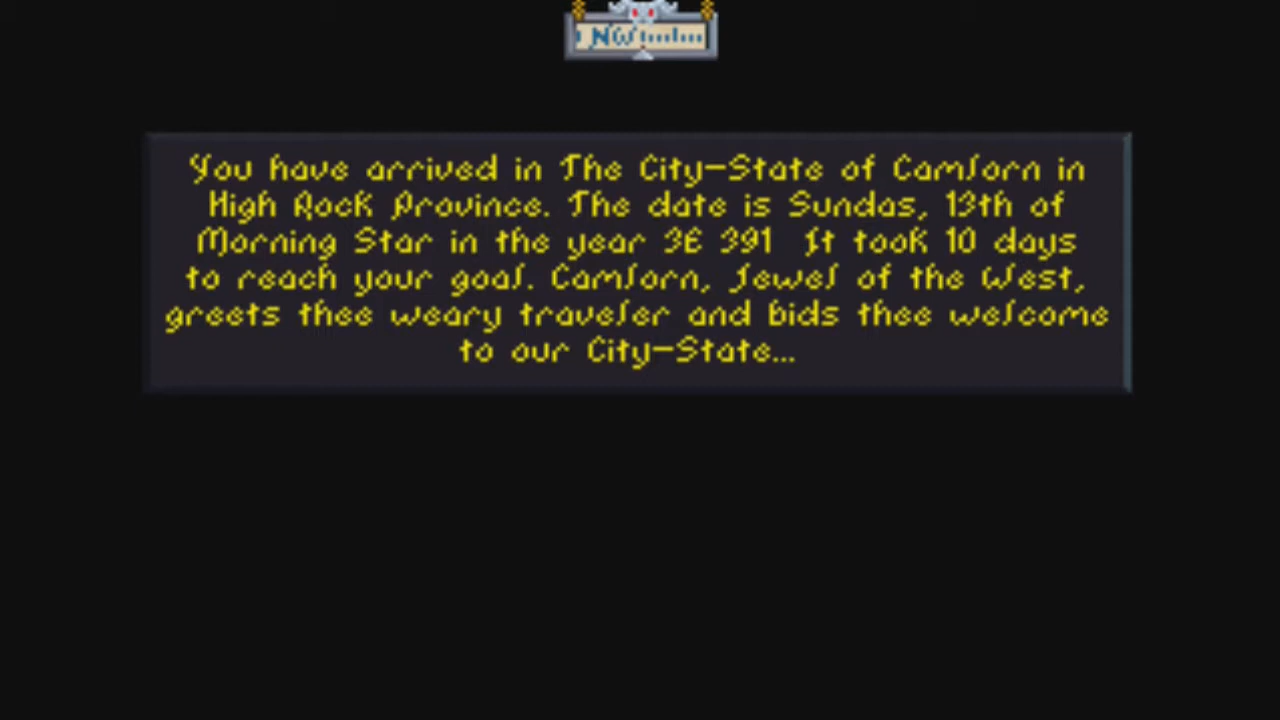 NW
You have arrived in The City-State of Camlorn in
High Rock Province. The date is Sundas, 13th of
Morning Star in the year 3E 391 It took 10 days
to reach your goal. Camlorn, Jewel of the West,
greets thee weary traveler and bids thee welcome
to our City-State...